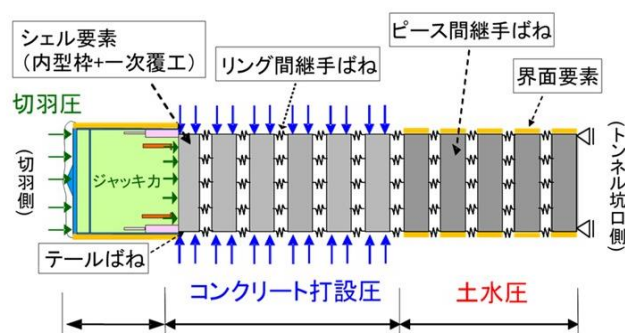 シェル要素
(内型枠+一次覆工)
リング間継手ばね
ピース間継手ばね
界面要素
切羽圧
(切羽側)
ジャッキカ
(トンネル坑口側)
テールばね
コンクリート打設圧
土水圧